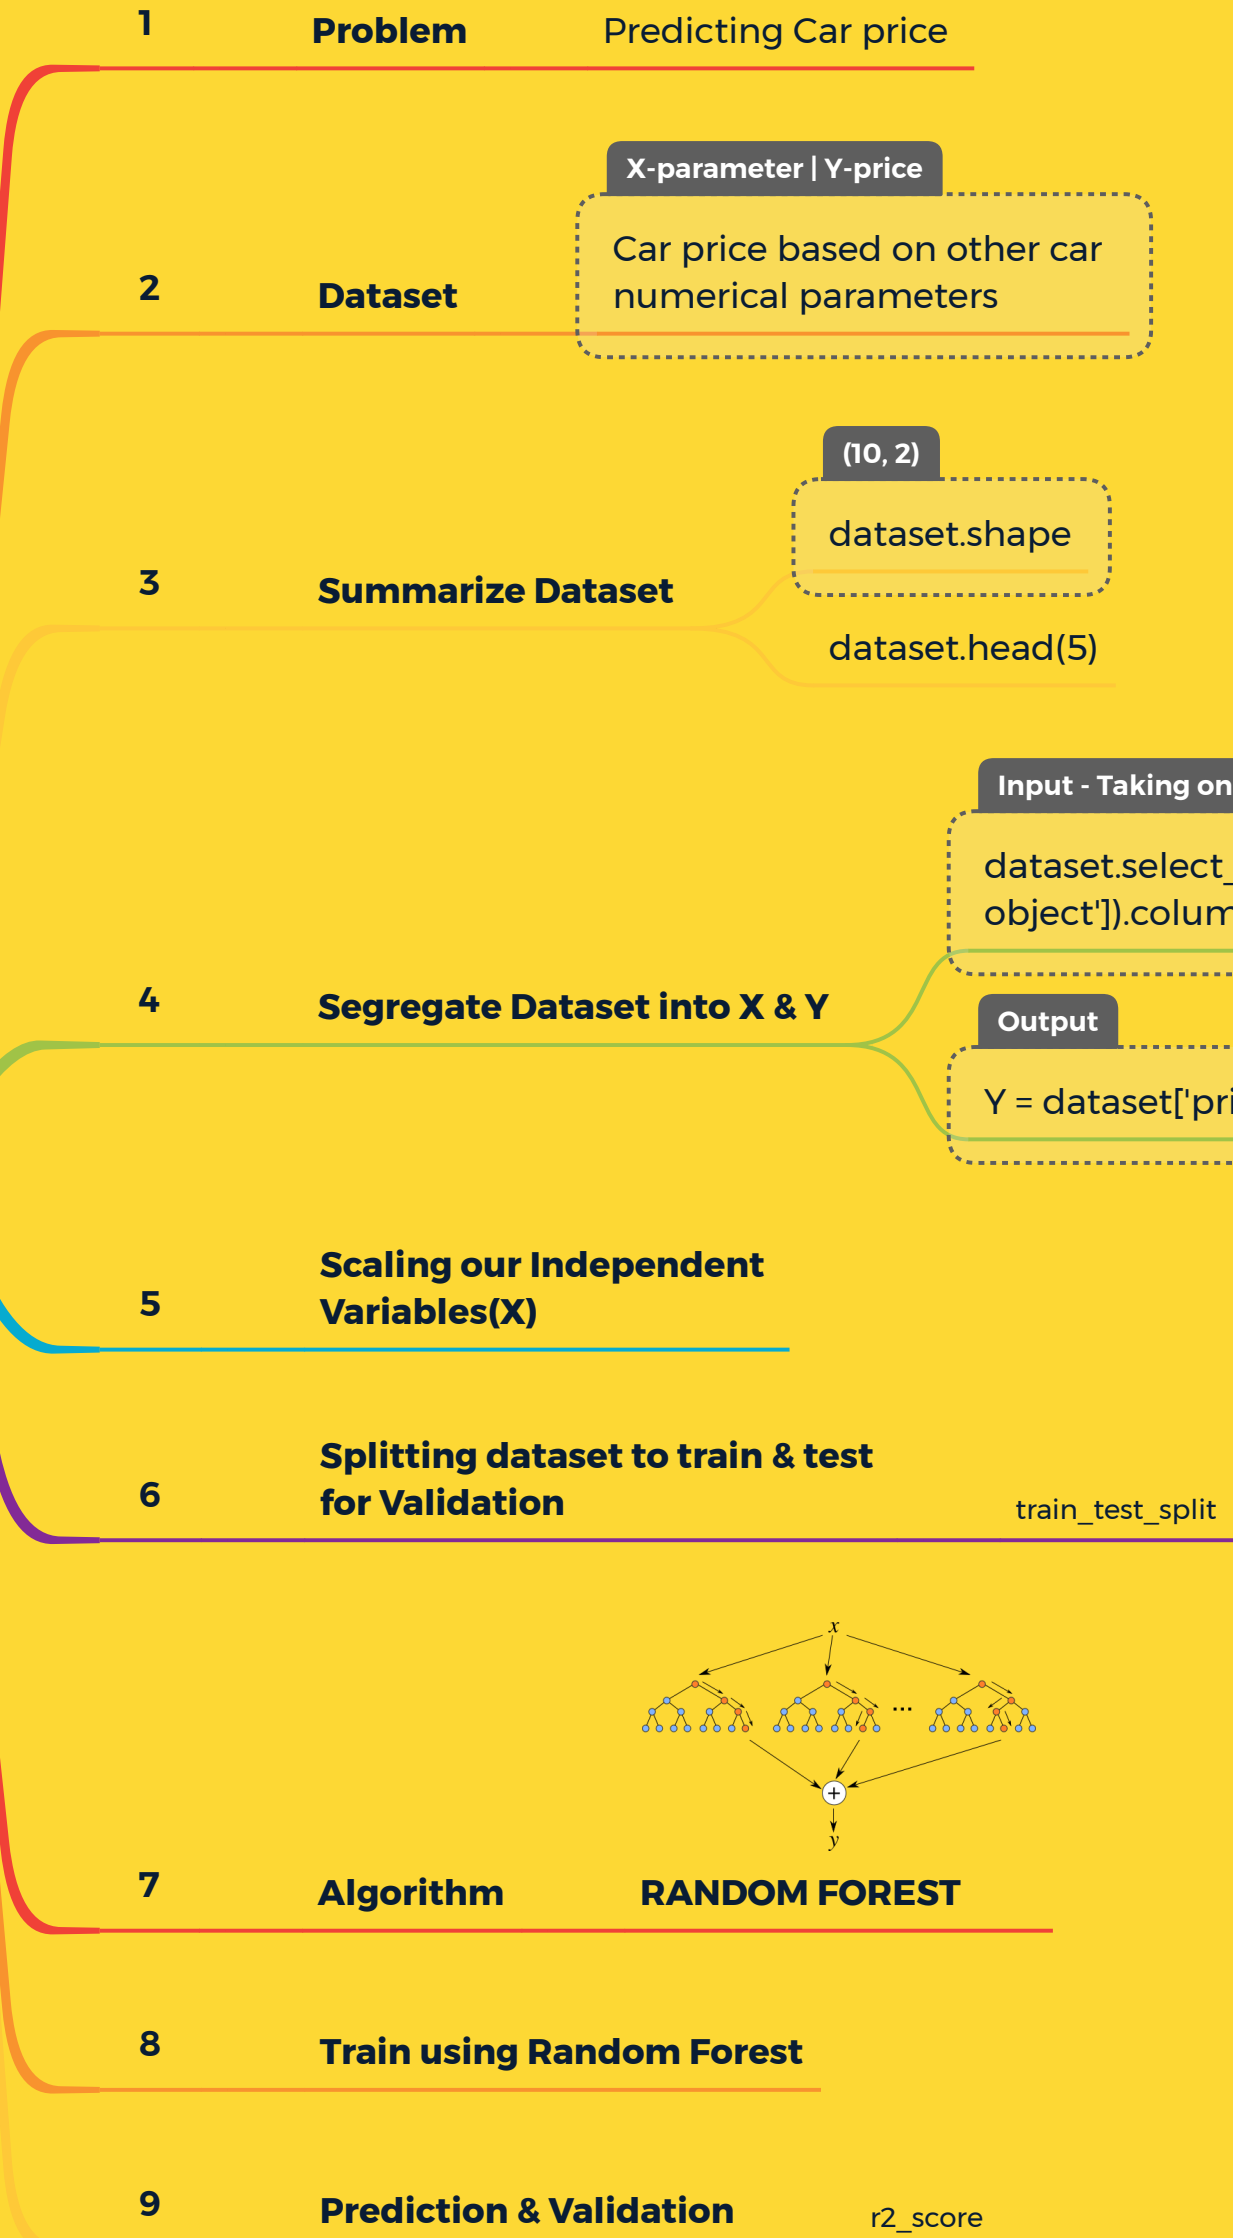 1
Problem
Predicting Car price
X-parameter | Y-price
2
Dataset
Car price based on other car
numerical parameters
(10, 2)
dataset.shape
3
Summarize Dataset
dataset.head(5)
Input - Taking on
dataset.select_
object']).colum
4
Segregate Dataset into X & Y
Output
Y = dataset['pri
5
Scaling our Independent
Variables(X)
6
Splitting dataset to train & test
for Validation
train_test_split
x
...
+
y
7
Algorithm
RANDOM FOREST
8
Train using Random Forest
9
Prediction & Validation
r2_score